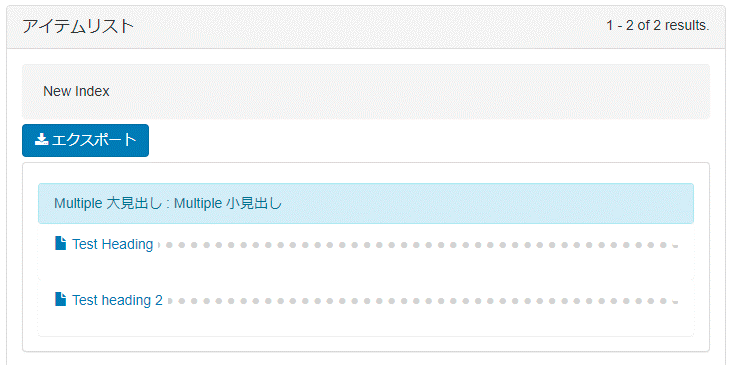 アイテムリスト 1 - 2 of 2 results.
New Index
エクスポート
Multiple 大見出し : Multiple 小見出し
Test Heading
Test heading 2